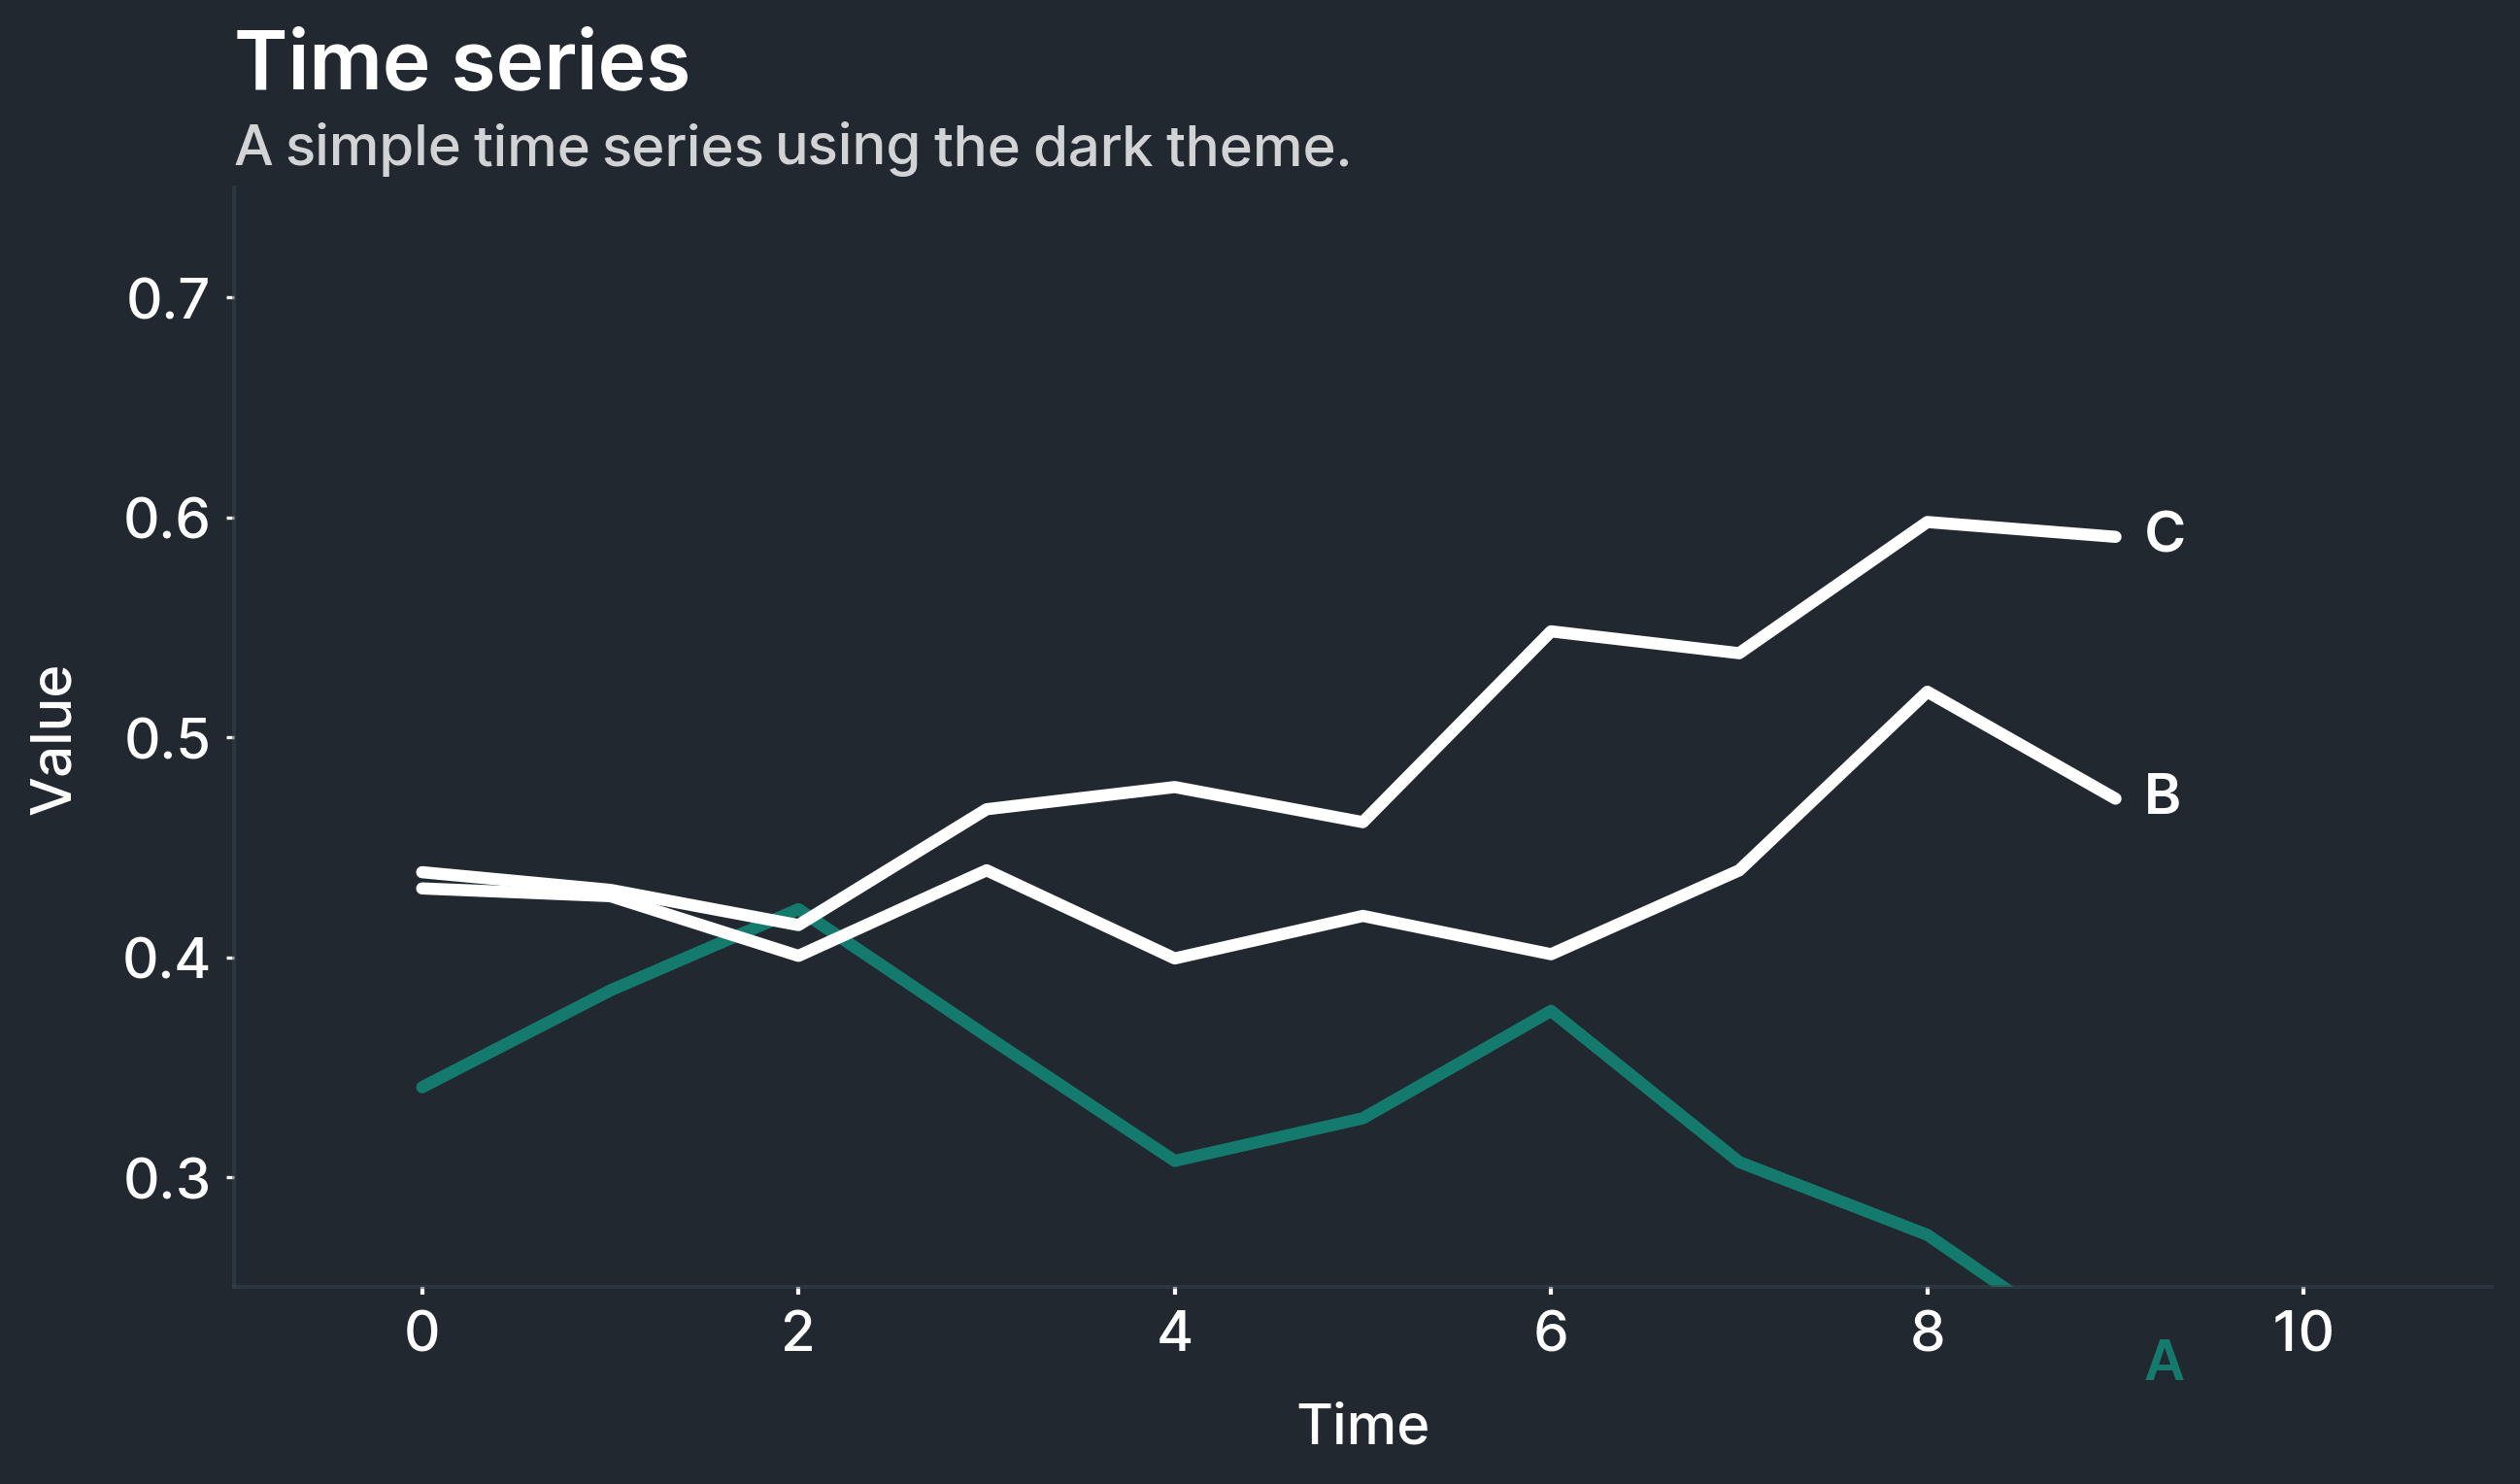 Time series
A simple time series using the dark theme.
0.7
0.6
C
0.5
Value
B
0.4
0.3
0 2 4 6 8 10
A
Time